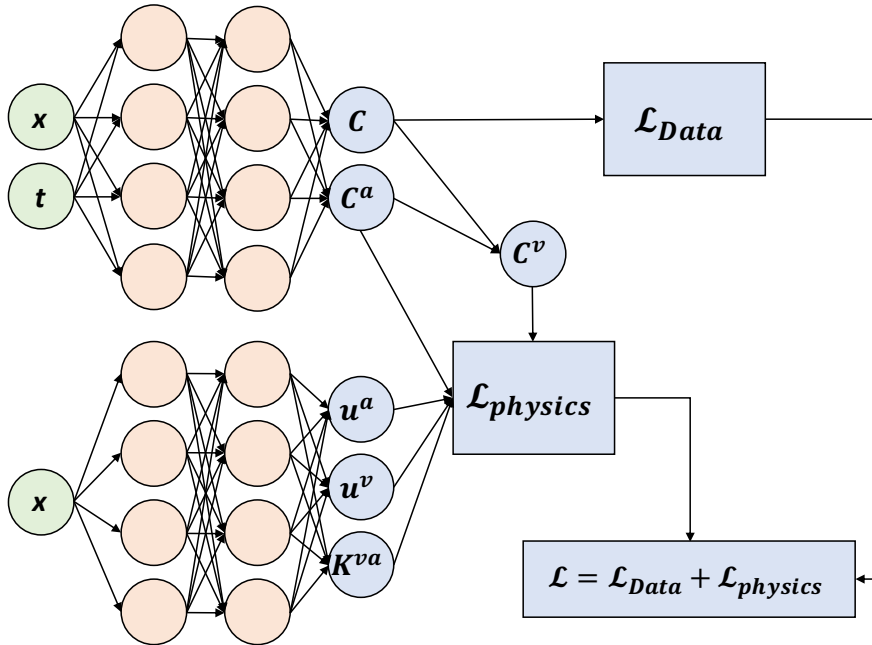 x
t
C
C^a
ℒ_Data
C^v
ℒ_physics
x
u^a
u^v
K^va
ℒ = ℒ_Data + ℒ_physics